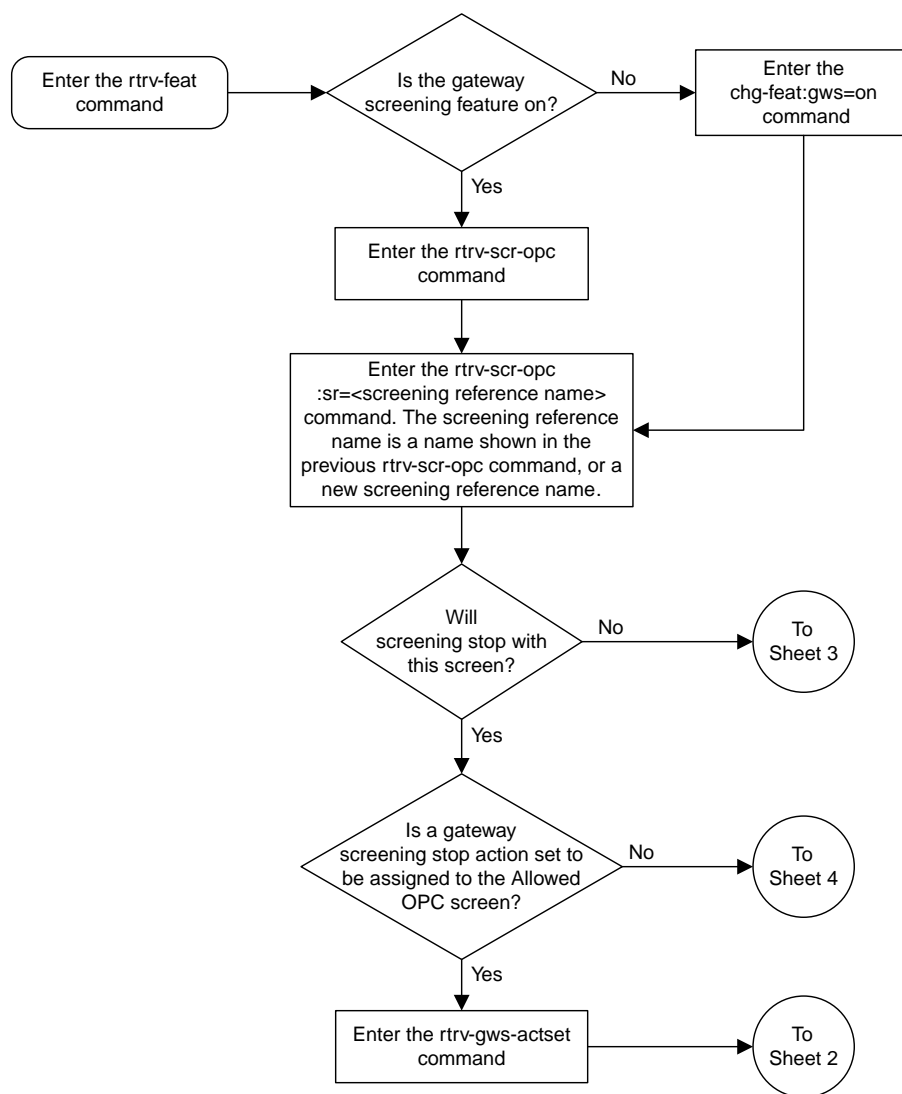 Enter the rtrv-feat
command
Is the gateway
screening feature on?
No
Enter the
chg-feat:gws=on
command
Yes
Enter the rtrv-scr-opc
command
Enter the rtrv-scr-opc
:sr=<screening reference name>
command. The screening reference
name is a name shown in the
previous rtrv-scr-opc command, or a
new screening reference name.
Will
screening stop with
this screen?
No
To
Sheet 3
Yes
Is a gateway
screening stop action set to
be assigned to the Allowed
OPC screen?
No
To
Sheet 4
Yes
Enter the rtrv-gws-actset
command
To
Sheet 2